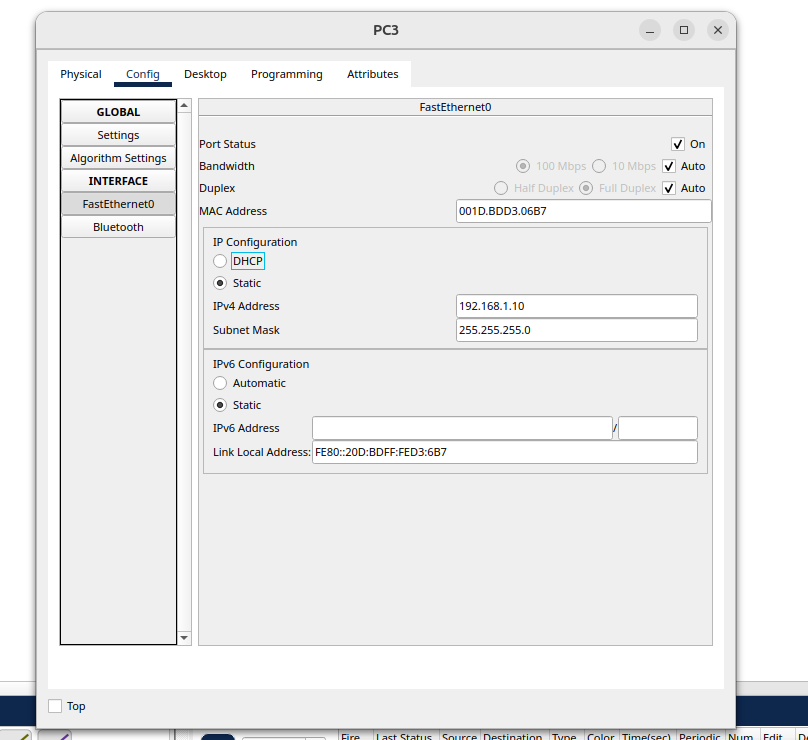 PC3
Physical Config Desktop Programming Attributes
GLOBAL
Settings
Algorithm Settings
INTERFACE
FastEthernet0
Bluetooth
FastEthernet0
Port Status On
Bandwidth 100 Mbps 10 Mbps Auto
Duplex Half Duplex Full Duplex Auto
MAC Address 001D.BDD3.06B7
IP Configuration
DHCP
Static
IPv4 Address 192.168.1.10
Subnet Mask 255.255.255.0
IPv6 Configuration
Automatic
Static
IPv6 Address /
Link Local Address: FE80::20D:BDFF:FED3:6B7
Top
Fire Last Status Source Destination Type Color Time(sec) Periodic Num Edit